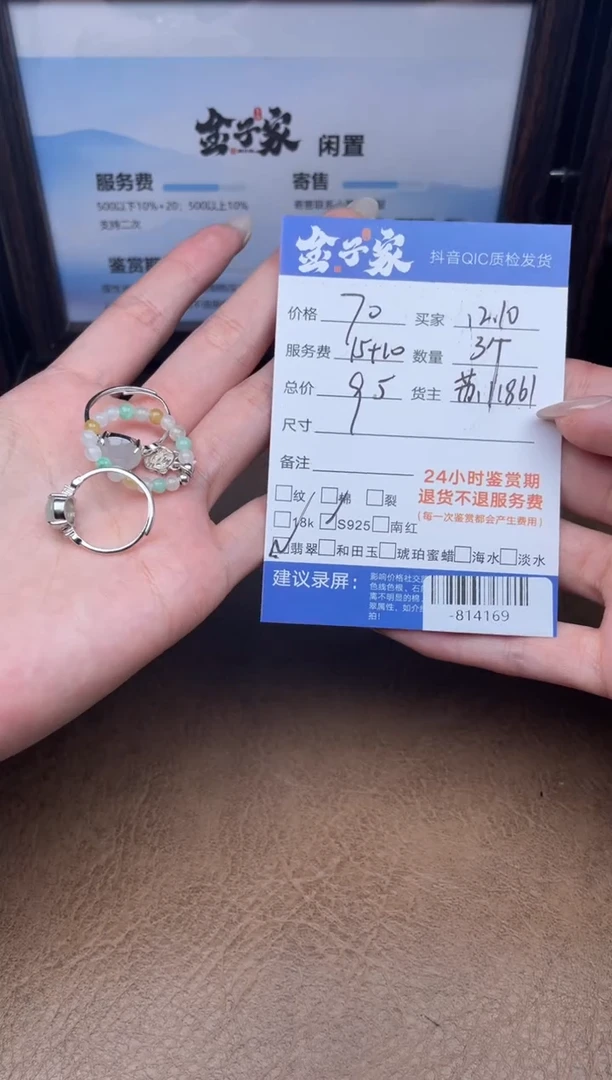 金子家 闲置
服务费 寄售
500以下10%+20; 500以上10%
支持二次
鉴赏期
金子家 抖音QIC质检发货
价格 70 买家 12.10
服务费 15+10 数量 3个
总价 95 货主 苏11861
尺寸
备注
24小时鉴赏期
退货不退服务费
(每一次鉴赏都会产生费用)
纹 棉 裂
18k S925 南红
翡翠 和田玉 琥珀蜜蜡 海水 淡水
建议录屏：
-814169